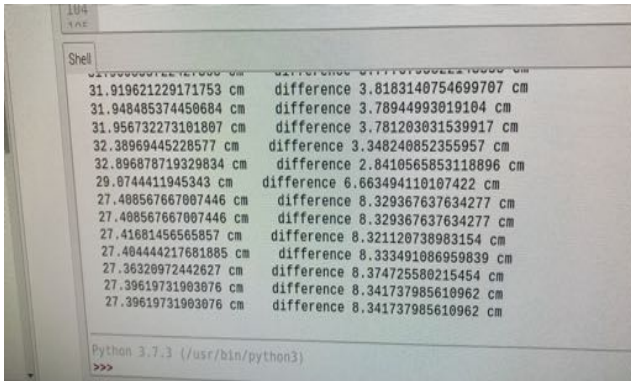 104
Shell
31.919621229171753 cm difference 3.8183140754699707 cm
31.948485374450684 cm difference 3.78944993019104 cm
31.956732273101807 cm difference 3.781203031539917 cm
32.38969445228577 cm difference 3.348240852355957 cm
32.896878719329834 cm difference 2.8410565853118896 cm
29.0744411945343 cm difference 6.663494110107422 cm
27.408567667007446 cm difference 8.329367637634277 cm
27.408567667007446 cm difference 8.329367637634277 cm
27.41681456565857 cm difference 8.321120738983154 cm
27.404444217681885 cm difference 8.333491086959839 cm
27.36320972442627 cm difference 8.374725580215454 cm
27.39619731903076 cm difference 8.341737985610962 cm
27.39619731903076 cm difference 8.341737985610962 cm
Python 3.7.3 (/usr/bin/python3)
>>>